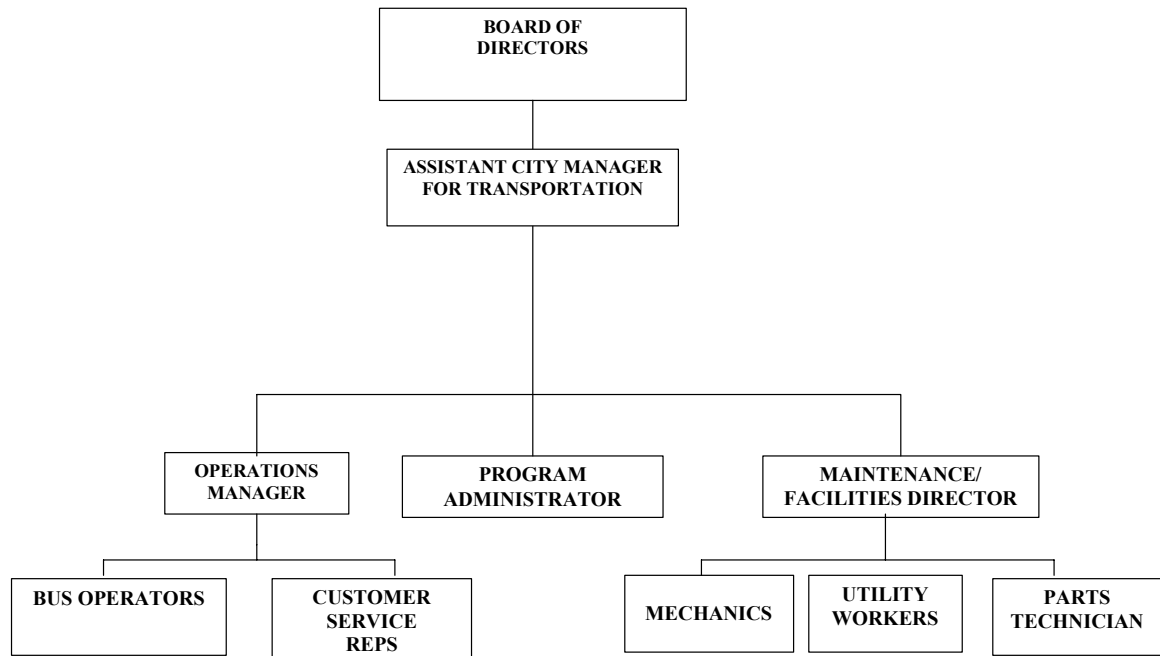 BOARD OF
DIRECTORS
ASSISTANT CITY MANAGER
FOR TRANSPORTATION
OPERATIONS
MANAGER
PROGRAM
ADMINISTRATOR
MAINTENANCE/
FACILITIES DIRECTOR
BUS OPERATORS
CUSTOMER
SERVICE
REPS
MECHANICS
UTILITY
WORKERS
PARTS
TECHNICIAN